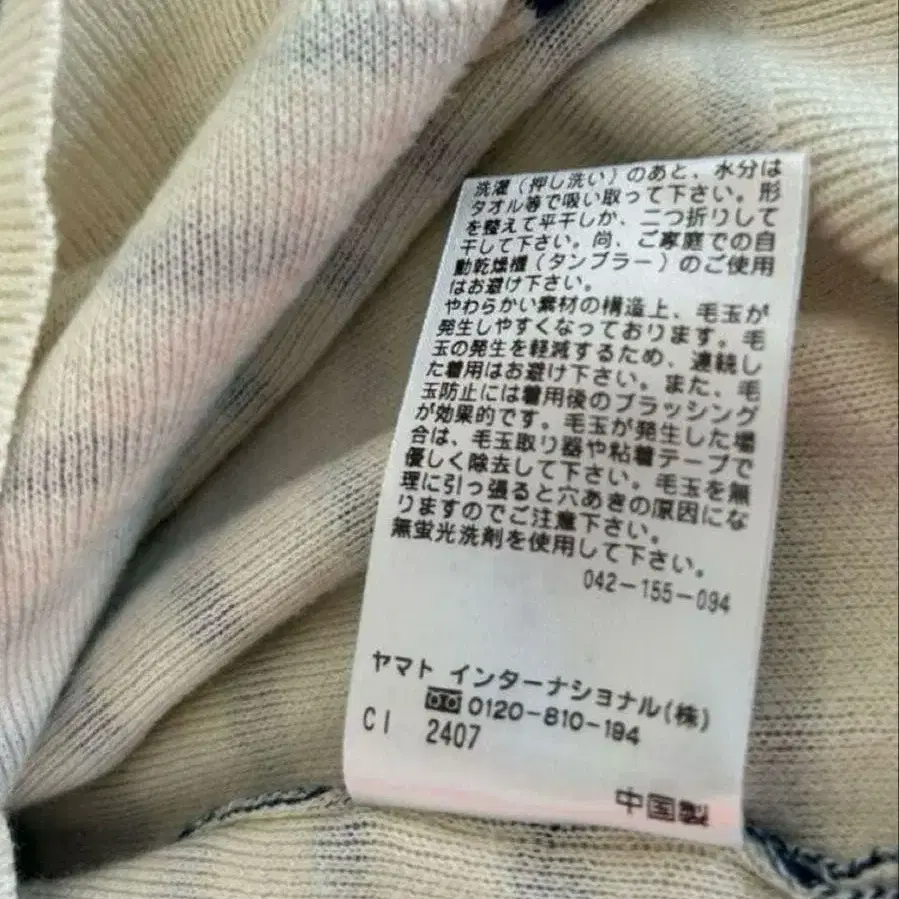 洗濯（押し洗い）のあと、水分は
タオル等で吸い取って下さい。形
を整えて平干しか、二つ折りして
干して下さい。尚、ご家庭での自
動乾燥機（タンブラー）のご使用
はお避け下さい。
やわらかい素材の構造上、毛玉が
発生しやすくなっております。毛
玉の発生を軽減するため、連続し
た着用はお避け下さい。また、毛
玉防止には着用後のブラッシング
が効果的です。毛玉が発生した場
合は、毛玉取り器や粘着テープで
優しく除去して下さい。毛玉を無
理に引っ張ると穴あきの原因にな
りますのでご注意下さい。
無蛍光洗剤を使用して下さい。
042-155-094
ヤマト インターナショナル(株)
0120-810-194
CI 2407
中国製